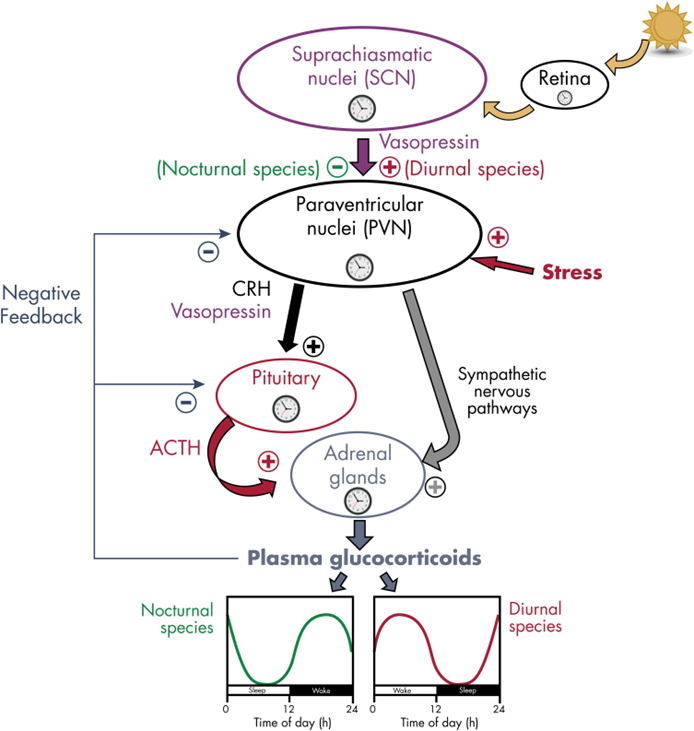 Suprachiasmatic
nuclei (SCN)
Retina
Vasopressin
(Nocturnal species)
(Diurnal species)
Paraventricular
nuclei (PVN)
Stress
Negative
Feedback
CRH
Vasopressin
Sympathetic
nervous
pathways
Pituitary
ACTH
Adrenal
glands
Plasma glucocorticoids
Nocturnal
species
Diurnal
species
Sleep
Wake
Wake
Sleep
0
12
24
0
12
24
Time of day (h)
Time of day (h)